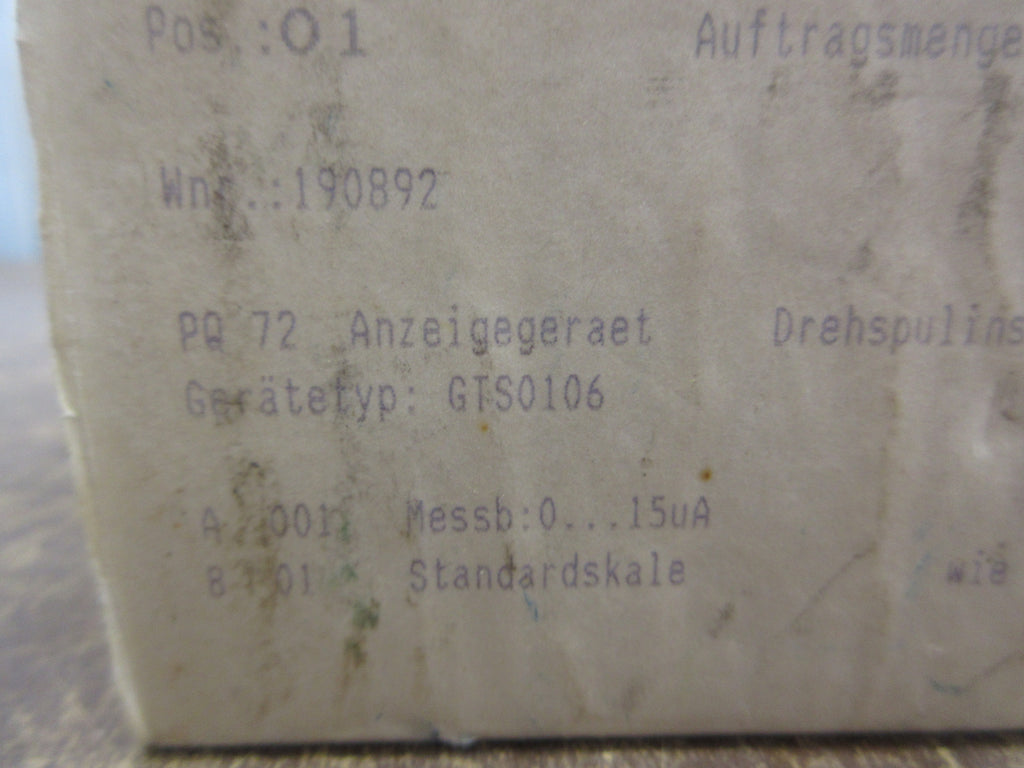 Pos.:01 Auftragsmenge
Wnr.:190892
PQ 72 Anzeigegeraet Drehspulins
Gerätetyp: GTS0106
A 001 Messb:0...15uA
B 01 Standardskale wie